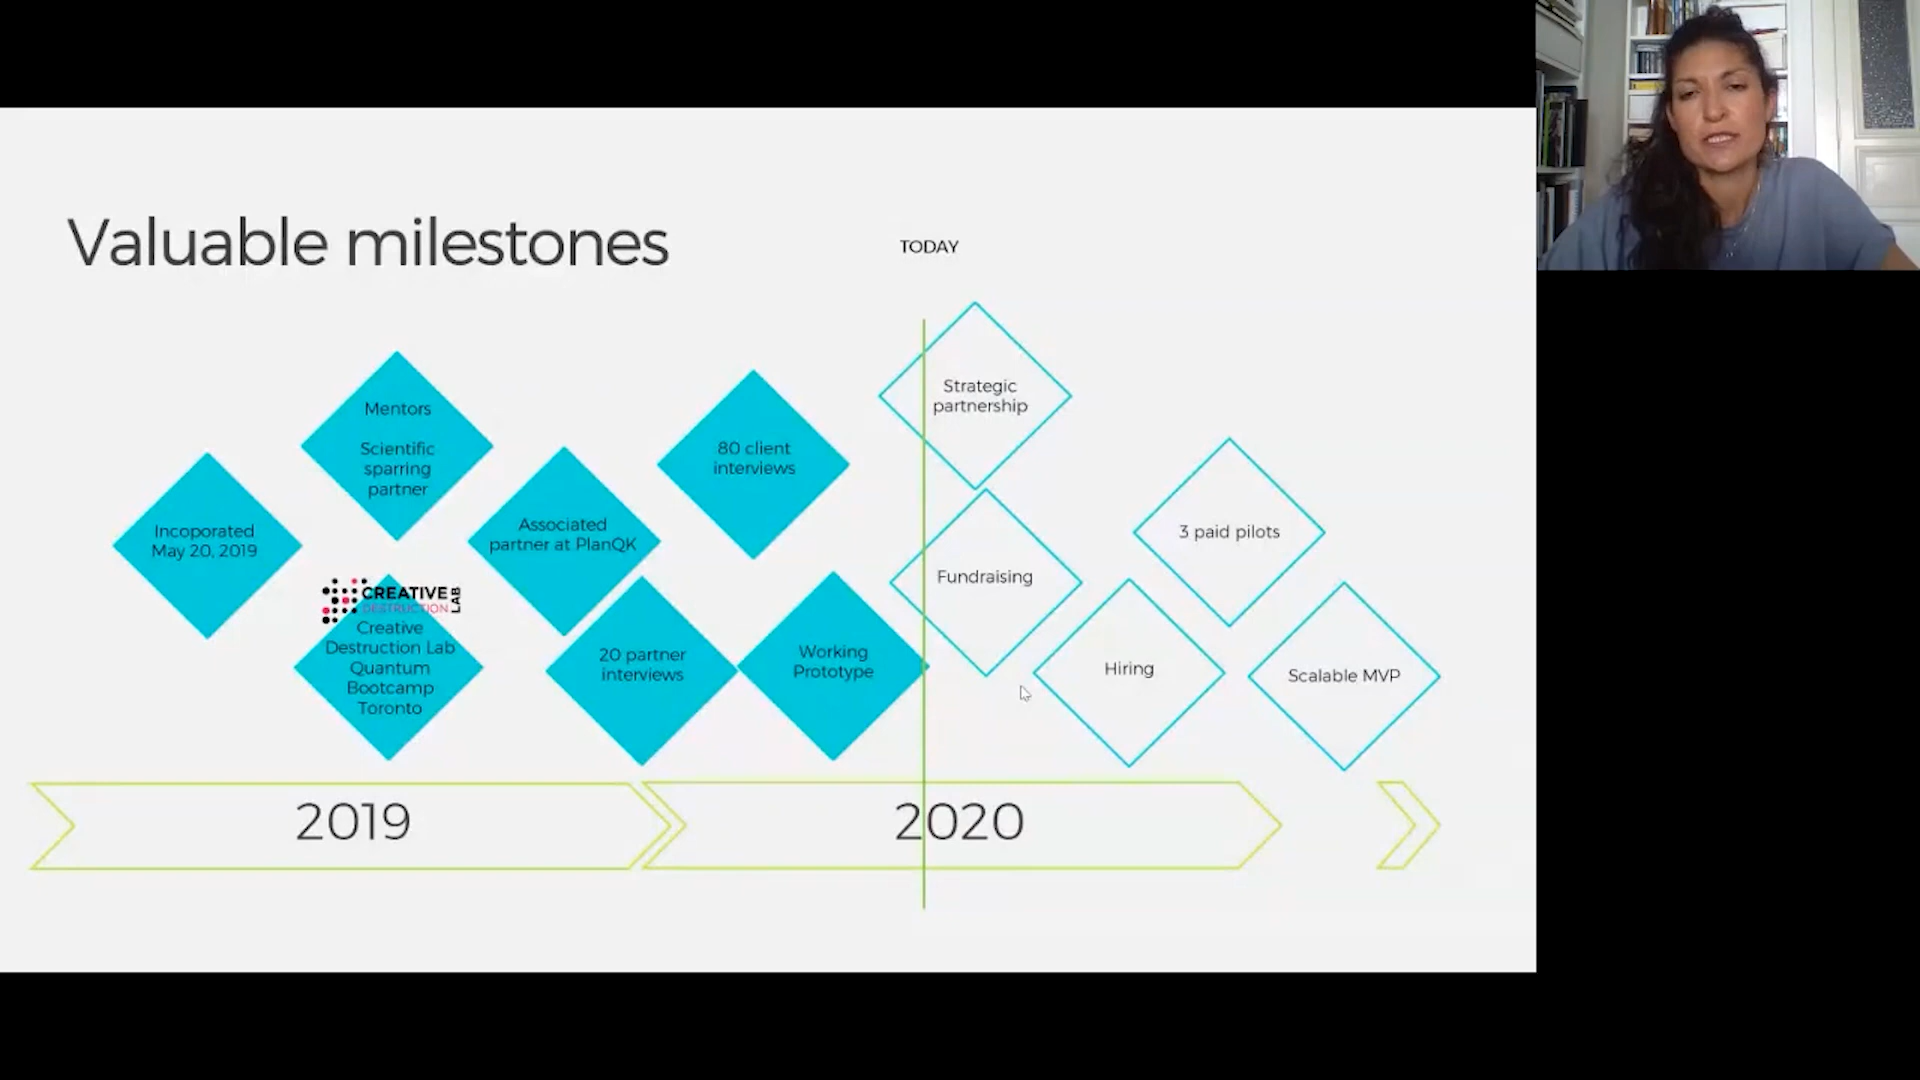 Valuable milestones
TODAY
Incoporated
May 20, 2019
Mentors
Scientific
sparring
partner
CREATIVE
DESTRUCTION
LAB
Creative
Destruction Lab
Quantum
Bootcamp
Toronto
Associated
partner at PlanQK
20 partner
interviews
80 client
interviews
Working
Prototype
Strategic
partnership
Fundraising
Hiring
3 paid pilots
Scalable MVP
2019
2020